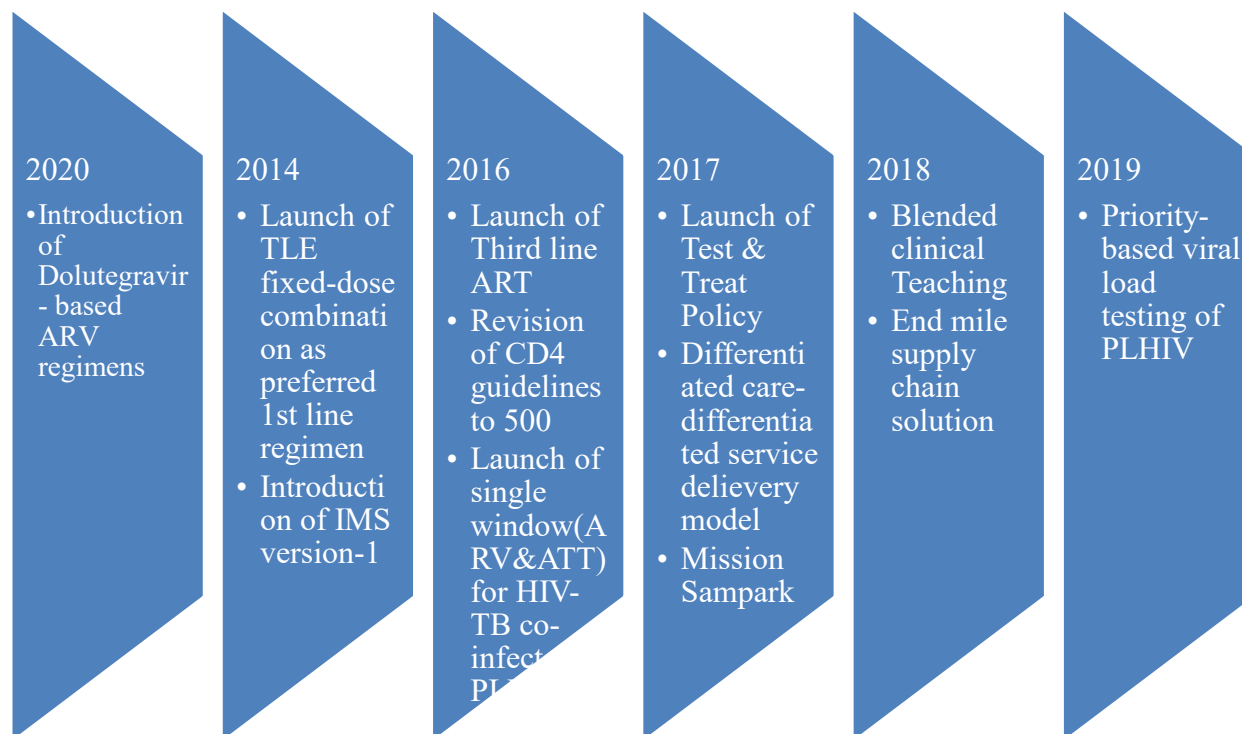 2020
•Introduction
of
Dolutegravir
- based
ARV
regimens
2014
• Launch of
TLE
fixed-dose
combinati
on as
preferred
1st line
regimen
• Introducti
on of IMS
version-1
2016
• Launch of
Third line
ART
• Revision
of CD4
guidelines
to 500
• Launch of
single
window(A
RV&ATT)
for HIV-
TB co-
infect
2017
• Launch of
Test &
Treat
Policy
• Differenti
ated care-
differentia
ted service
delievery
model
• Mission
Sampark
2018
• Blended
clinical
Teaching
• End mile
supply
chain
solution
2019
• Priority-
based viral
load
testing of
PLHIV